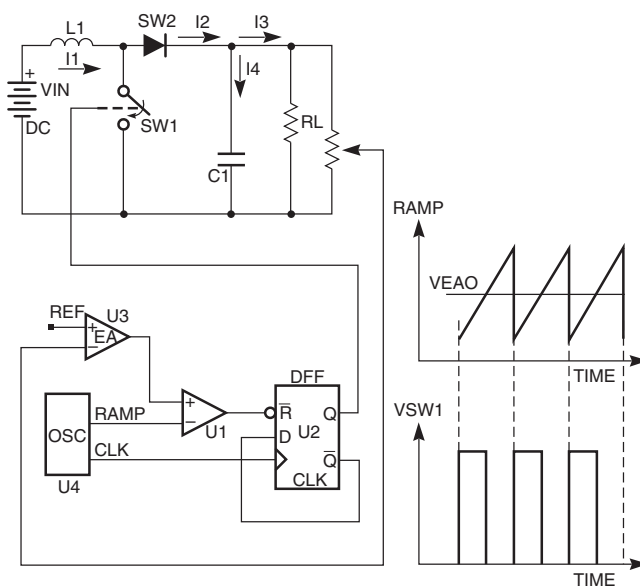 L1
SW2
I2
I3
I1
I4
+
VIN
DC
SW1
RL
C1
RAMP
VEAO
TIME
REF
U3
+
EA
−
DFF
RAMP
+
−
U1
R̅
Q
OSC
D
U2
CLK
Q̅
U4
CLK
VSW1
TIME